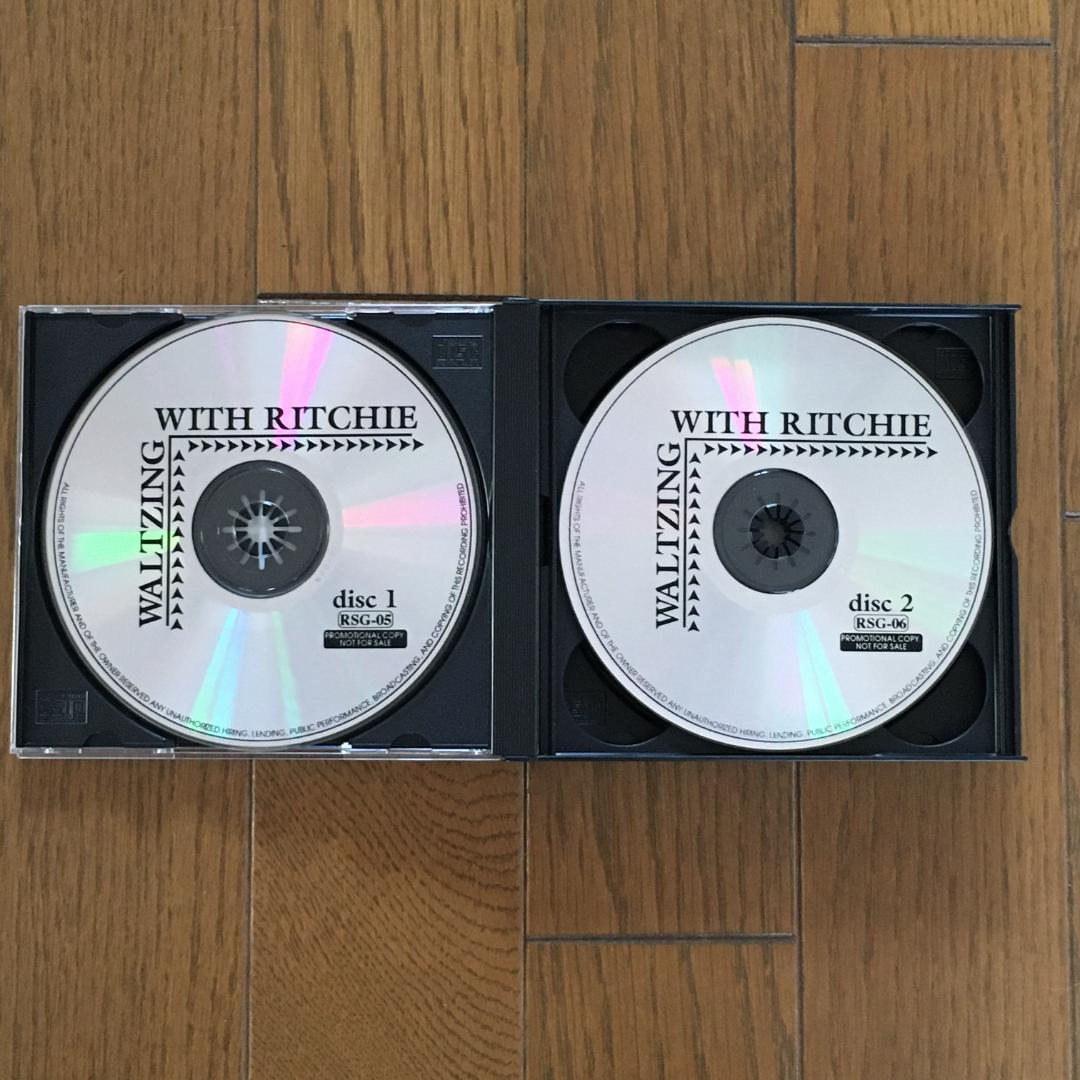 WITH RITCHIE
WALTZING
disc 1
RSG-05
PROMOTIONAL COPY
NOT FOR SALE
ALL RIGHTS OF THE MANUFACTURER AND OF THE OWNER RESERVED ANY UNAUTHORIZED HIRING, LENDING, PUBLIC PERFORMANCE, BROADCASTING, AND COPYING OF THIS RECORDING PROHIBITED
WITH RITCHIE
WALTZING
disc 2
RSG-06
PROMOTIONAL COPY
NOT FOR SALE
ALL RIGHTS OF THE MANUFACTURER AND OF THE OWNER RESERVED ANY UNAUTHORIZED HIRING, LENDING, PUBLIC PERFORMANCE, BROADCASTING, AND COPYING OF THIS RECORDING PROHIBITED